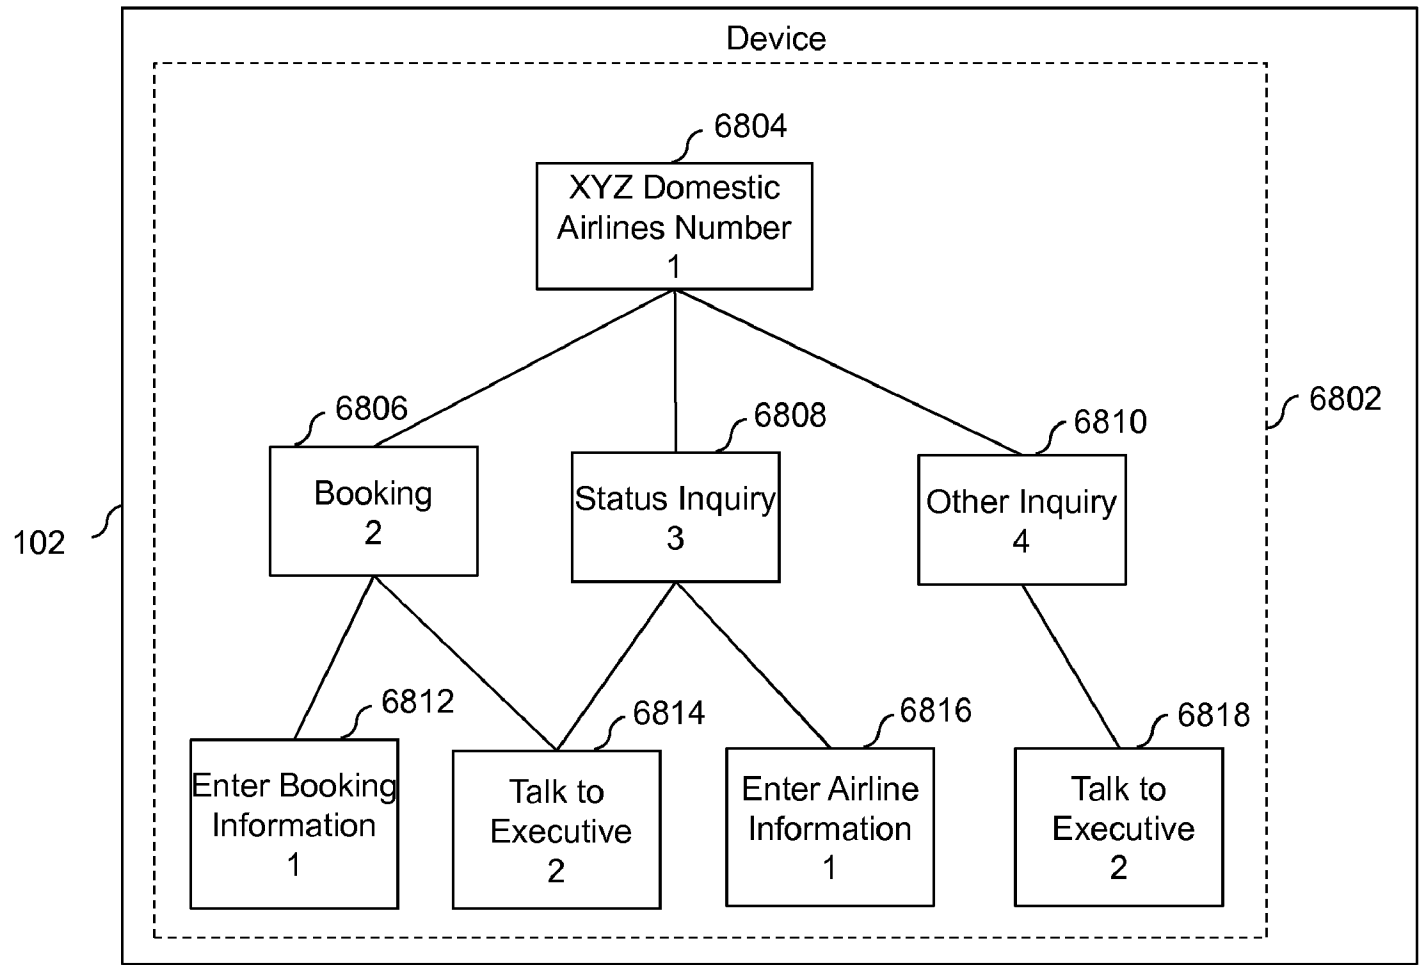 Device
6804
XYZ Domestic
Airlines Number
1
6806
6808
6810
6802
Booking
2
Status Inquiry
3
Other Inquiry
4
102
6812
6814
6816
6818
Enter Booking
Information
1
Talk to
Executive
2
Enter Airline
Information
1
Talk to
Executive
2